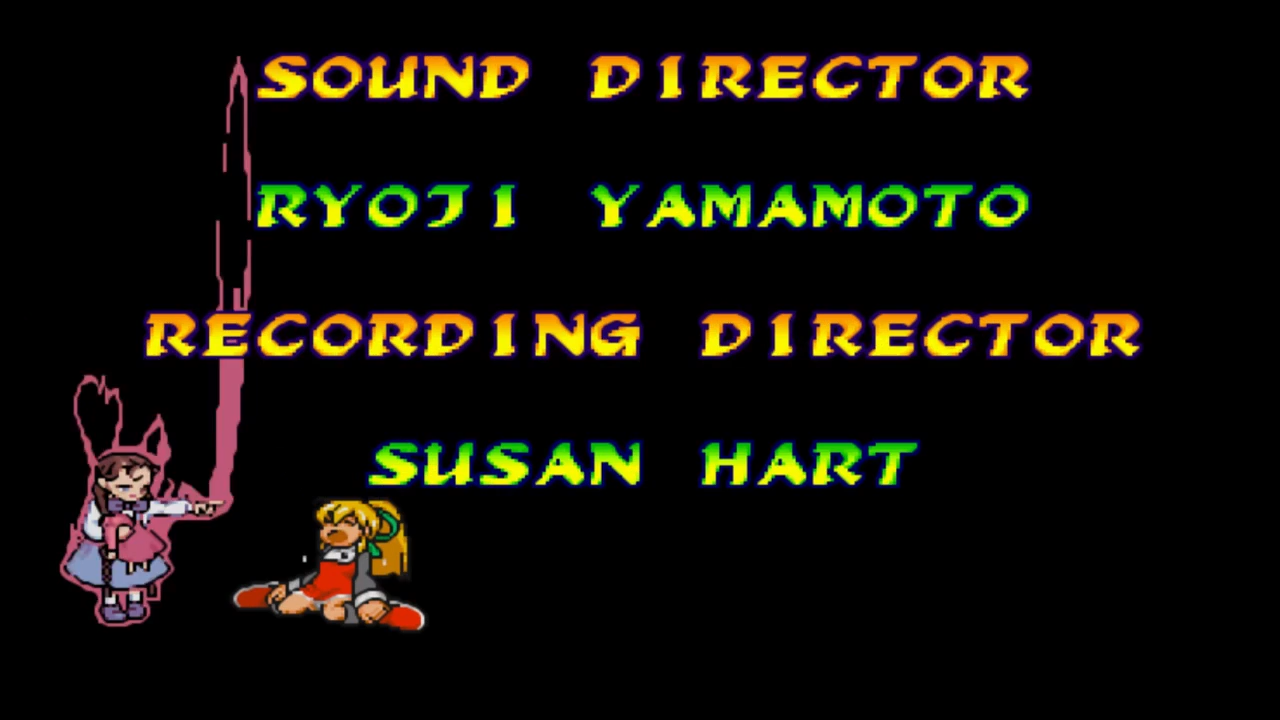 SOUND DIRECTOR
RYOJI YAMAMOTO
RECORDING DIRECTOR
SUSAN HART